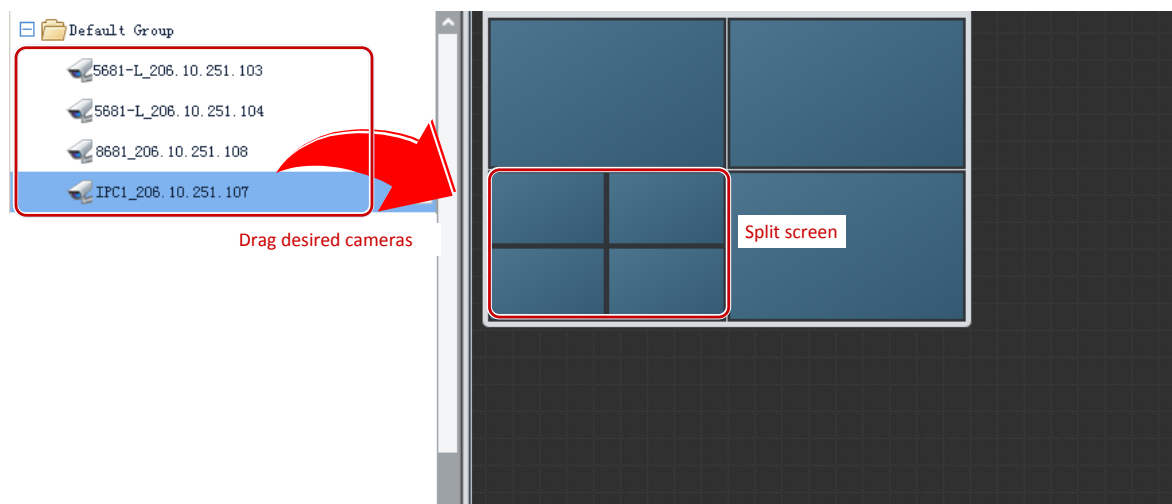 Default Group
5681-L_206.10.251.103
5681-L_206.10.251.104
8681_206.10.251.108
IPC1_206.10.251.107
Drag desired cameras
Split screen